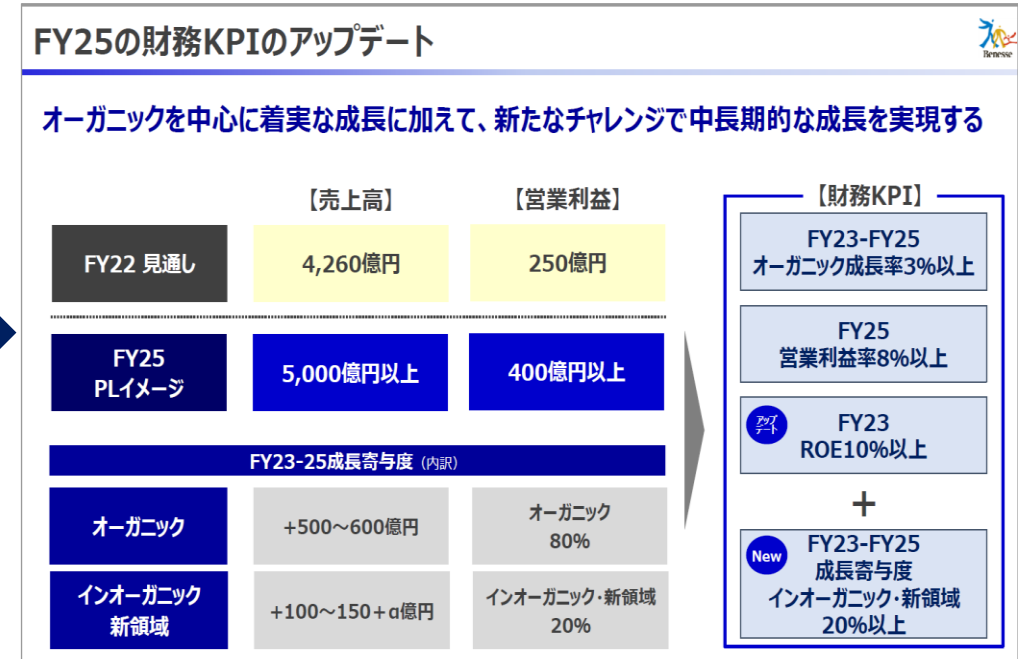 FY25の財務KPIのアップデート
Benesse
オーガニックを中心に着実な成長に加えて、新たなチャレンジで中長期的な成長を実現する
【売上高】
【営業利益】
FY22 見通し
4,260億円
250億円
FY25
PLイメージ
5,000億円以上
400億円以上
FY23-25成長寄与度（内訳）
オーガニック
+500～600億円
オーガニック
80%
インオーガニック
新領域
+100～150+α億円
インオーガニック・新領域
20%
【財務KPI】
FY23-FY25
オーガニック成長率3%以上
FY25
営業利益率8%以上
アップ
デート
FY23
ROE10%以上
+
New
FY23-FY25
成長寄与度
インオーガニック・新領域
20%以上